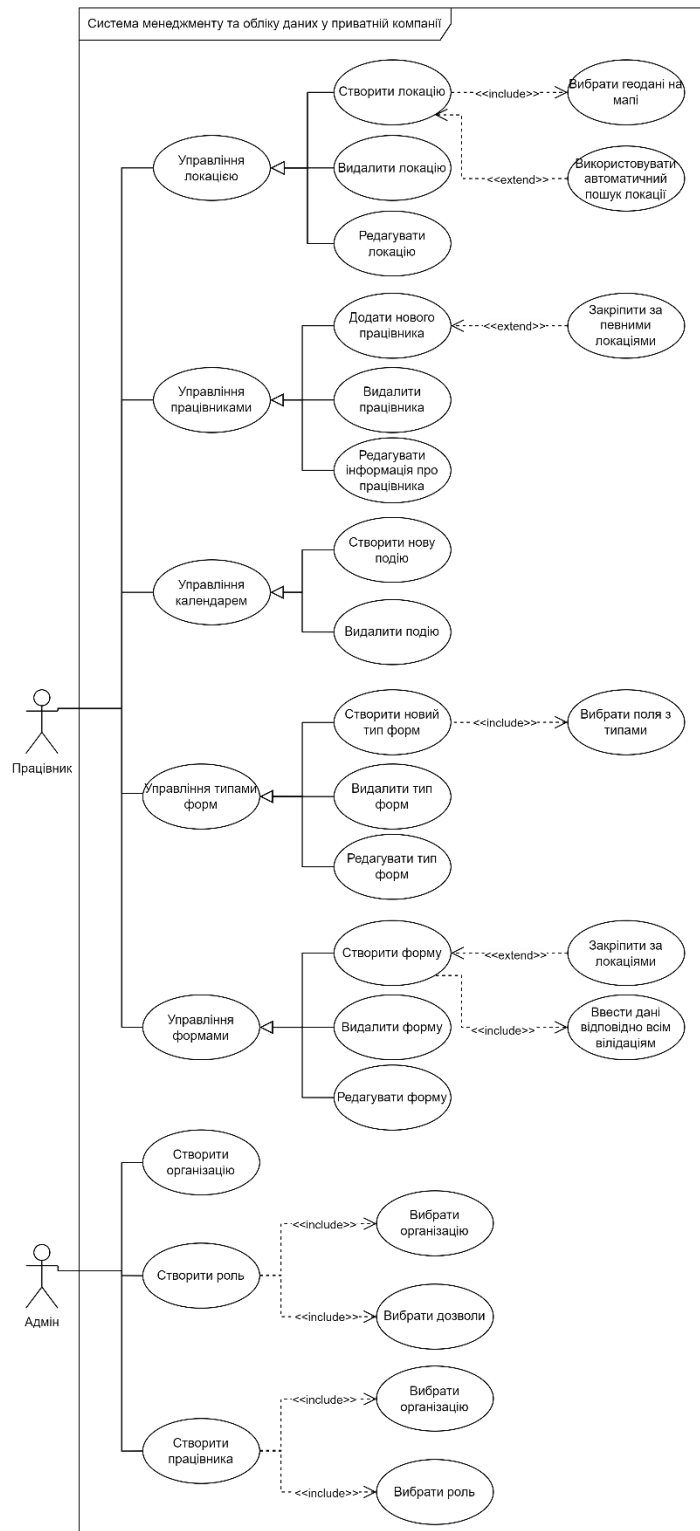 Система менеджменту та обліку даних у приватній компанії
Створити локацію
<<include>>
Вибрати геодані на
мапі
Управління
локацією
Видалити локацію
<<extend>>
Використовувати
автоматичний
пошук локації
Редагувати
локацію
Додати нового
працівника
<<extend>>
Закріпити за
певними
локаціями
Управління
працівниками
Видалити
працівника
Редагувати
інформація про
працівника
Створити нову
подію
Управління
календарем
Видалити подію
Працівник
Створити новий
тип форм
<<include>>
Вибрати поля з
типами
Управління типами
форм
Видалити тип
форм
Редагувати тип
форм
Створити форму
<<extend>>
Закріпити за
локаціями
Управління
формами
Видалити форму
<<include>>
Ввести дані
відповідно всім
вілідаціям
Редагувати форму
Створити
організацію
<<include>>
Вибрати
організацію
Адмін
Створити роль
<<include>>
Вибрати дозволи
<<include>>
Вибрати
організацію
Створити
працівника
<<include>>
Вибрати роль